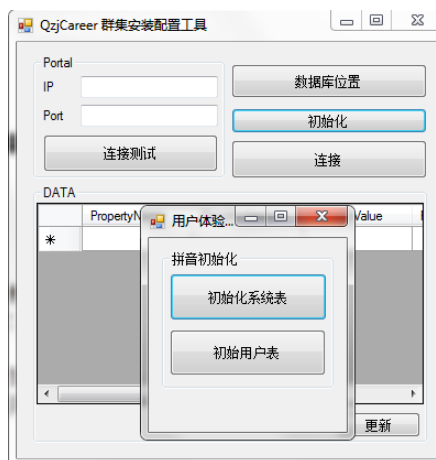 QzjCareer 群集安装配置工具
Portal
IP
Port
连接测试
数据库位置
初始化
连接
DATA
PropertyN
Value
*
用户体验...
拼音初始化
初始化系统表
初始用户表
更新